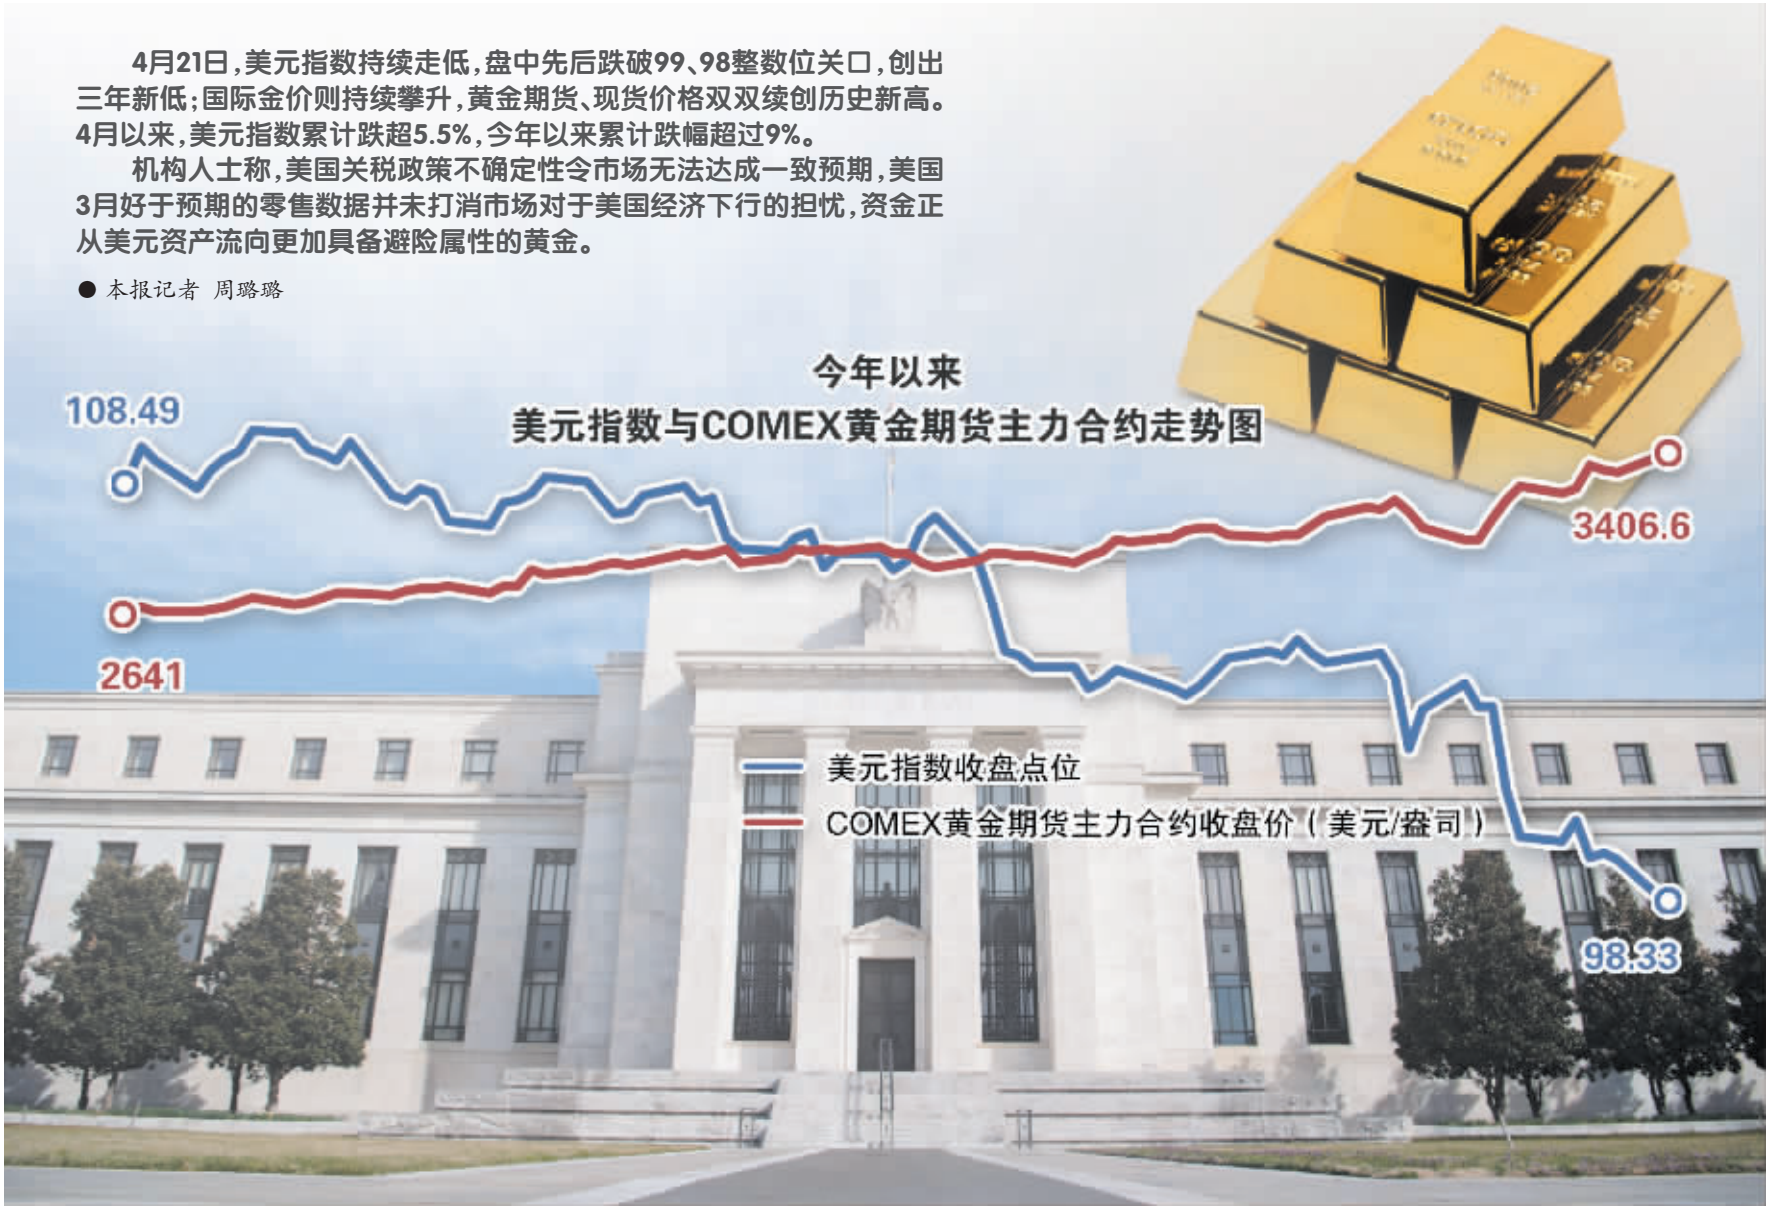 4月21日，美元指数持续走低，盘中先后跌破99、98整数位关口，创出
三年新低；国际金价则持续攀升，黄金期货、现货价格双双续创历史新高。
4月以来，美元指数累计跌超5.5%，今年以来累计跌幅超过9%。
机构人士称，美国关税政策不确定性令市场无法达成一致预期，美国
3月好于预期的零售数据并未打消市场对于美国经济下行的担忧，资金正
从美元资产流向更加具备避险属性的黄金。
● 本报记者 周璐璐
今年以来
美元指数与COMEX黄金期货主力合约走势图
108.49
3406.6
2641
美元指数收盘点位
COMEX黄金期货主力合约收盘价（美元/盎司）
98.33